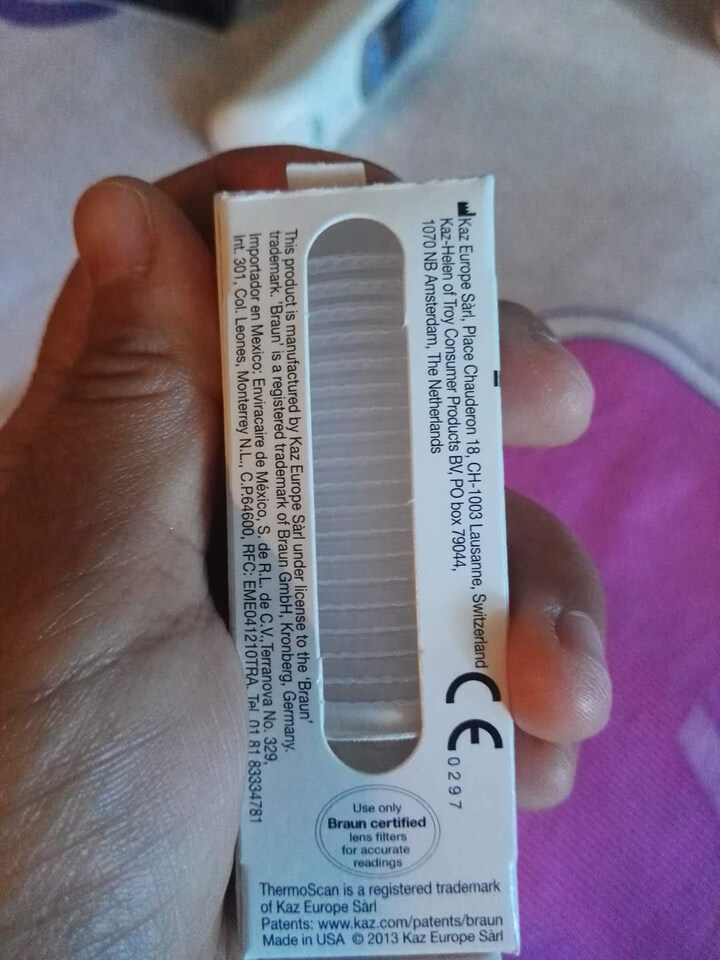 Kaz Europe Sàrl, Place Chauderon 18, CH-1003 Lausanne, Switzerland
Kaz-Helen of Troy Consumer Products BV, PO box 79044,
1070 NB Amsterdam, The Netherlands
CE
0297
This product is manufactured by Kaz Europe Sàrl under license to the 'Braun'
trademark. 'Braun' is a registered trademark of Braun GmbH, Kronberg, Germany.
Importador en Mexico: Enviracaire de México, S. de R.L. de C.V., Terranova No. 329,
Int. 301, Col. Leones, Monterrey N.L., C.P.64600, RFC: EME041210TRA. Tel. 01 81 83334781
Use only
Braun certified
lens filters
for accurate
readings
ThermoScan is a registered trademark
of Kaz Europe Sàrl
Patents: www.kaz.com/patents/braun
Made in USA © 2013 Kaz Europe Sàrl